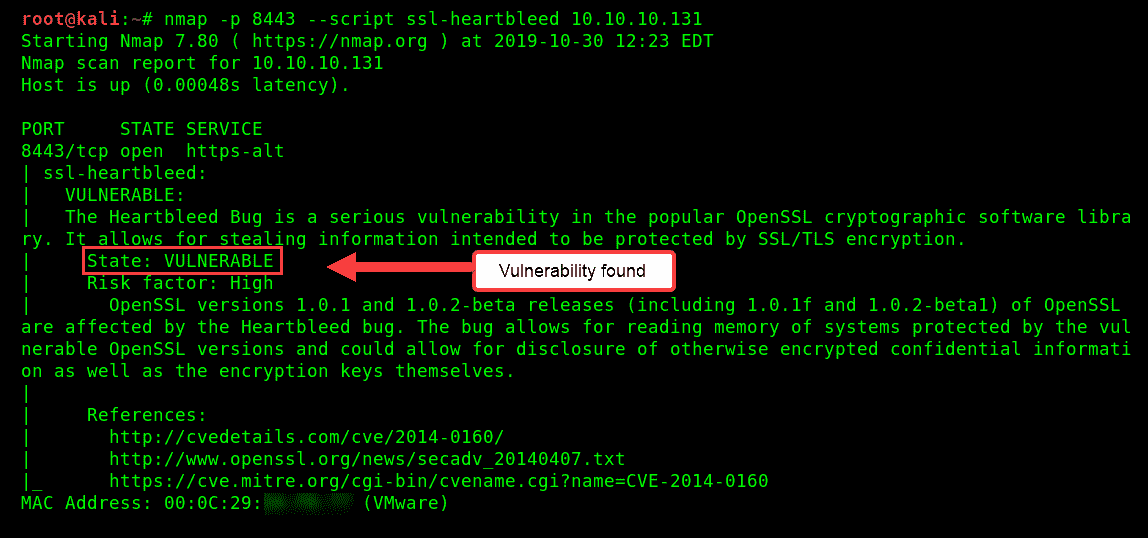 root@kali:~# nmap -p 8443 --script ssl-heartbleed 10.10.10.131
Starting Nmap 7.80 ( https://nmap.org ) at 2019-10-30 12:23 EDT
Nmap scan report for 10.10.10.131
Host is up (0.00048s latency).
PORT     STATE SERVICE
8443/tcp open  https-alt
| ssl-heartbleed:
|   VULNERABLE:
|   The Heartbleed Bug is a serious vulnerability in the popular OpenSSL cryptographic software libra
ry. It allows for stealing information intended to be protected by SSL/TLS encryption.
|     State: VULNERABLE
Vulnerability found
|     Risk factor: High
|       OpenSSL versions 1.0.1 and 1.0.2-beta releases (including 1.0.1f and 1.0.2-beta1) of OpenSSL
are affected by the Heartbleed bug. The bug allows for reading memory of systems protected by the vul
nerable OpenSSL versions and could allow for disclosure of otherwise encrypted confidential informati
on as well as the encryption keys themselves.
|
|     References:
|       http://cvedetails.com/cve/2014-0160/
|       http://www.openssl.org/news/secadv_20140407.txt
|_      https://cve.mitre.org/cgi-bin/cvename.cgi?name=CVE-2014-0160
MAC Address: 00:0C:29: (VMware)